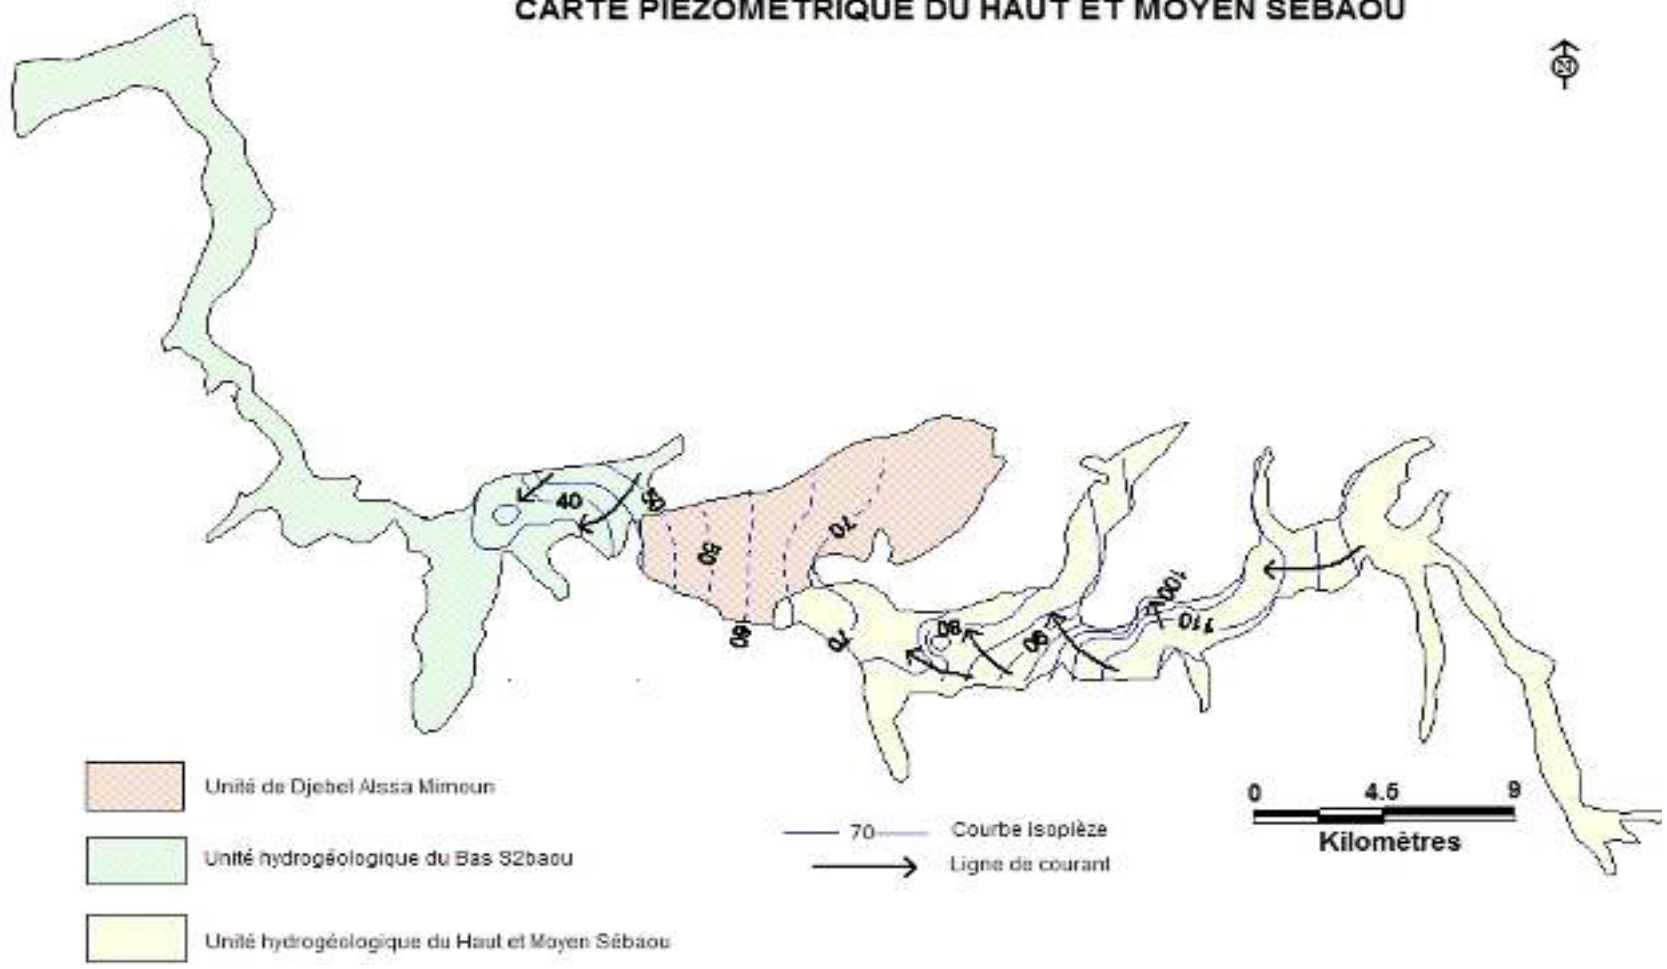 CARTE PIEZOMETRIQUE DU HAUT ET MOYEN SEBAOU
N
40
50
50
60
70
70
80
90
100
110
Unité de Djebel AIssa Mimoun
Unité hydrogéologique du Bas S2baou
Unité hydrogéologique du Haut et Moyen Sébaou
70
Courbe Isopièze
Ligne de courant
0 4.5 9
Kilomètres